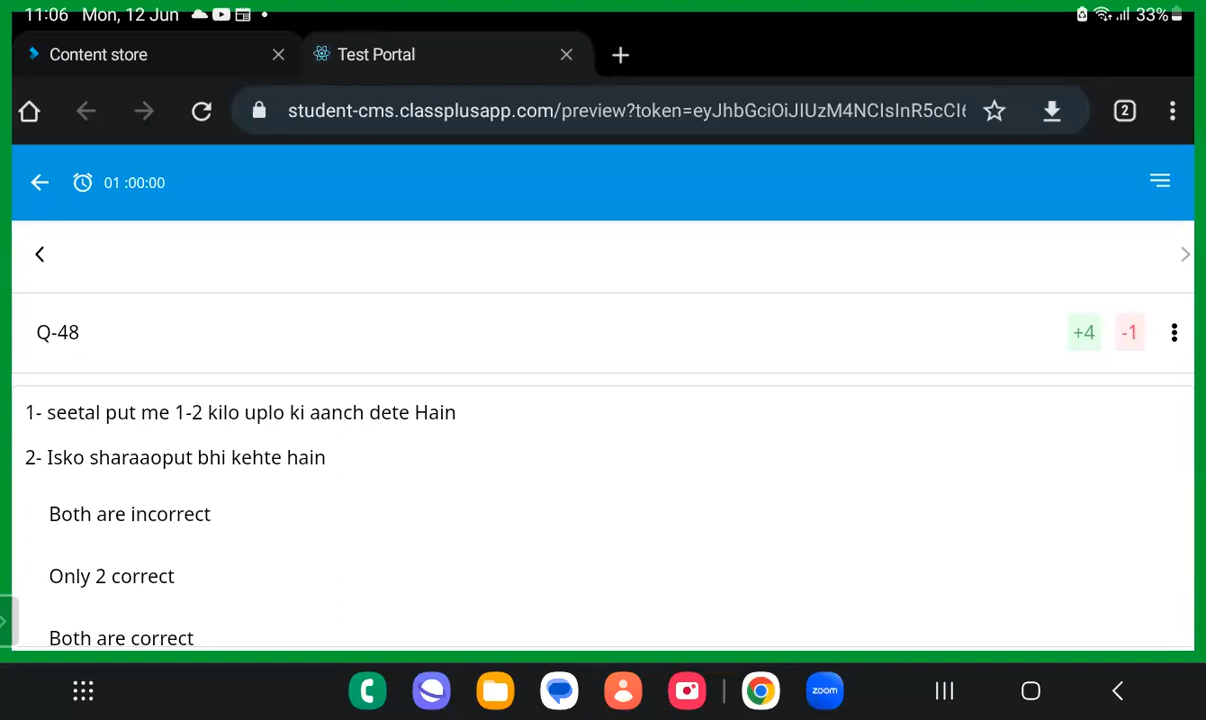 11:06 Mon, 12 Jun 33%
Content store Test Portal
student-cms.classplusapp.com/preview?token=eyJhbGciOiJIUzM4NCIsInR5cCI6
2
01 :00:00
Q-48 +4 -1
1- seetal put me 1-2 kilo uplo ki aanch dete Hain
2- Isko sharaaoput bhi kehte hain
Both are incorrect
Only 2 correct
Both are correct
zoom